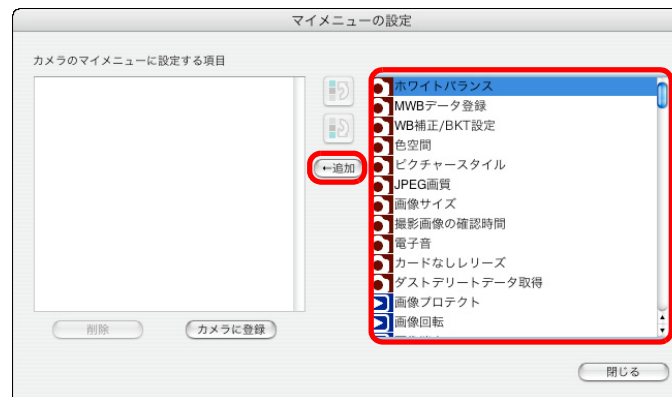 マイメニューの設定
カメラのマイメニューに設定する項目
ホワイトバランス
MWBデータ登録
WB補正/BKT設定
色空間
←追加
ピクチャースタイル
JPEG画質
画像サイズ
撮影画像の確認時間
電子音
カードなしレリーズ
ダストデリートデータ取得
画像プロテクト
画像回転
削除
カメラに登録
閉じる